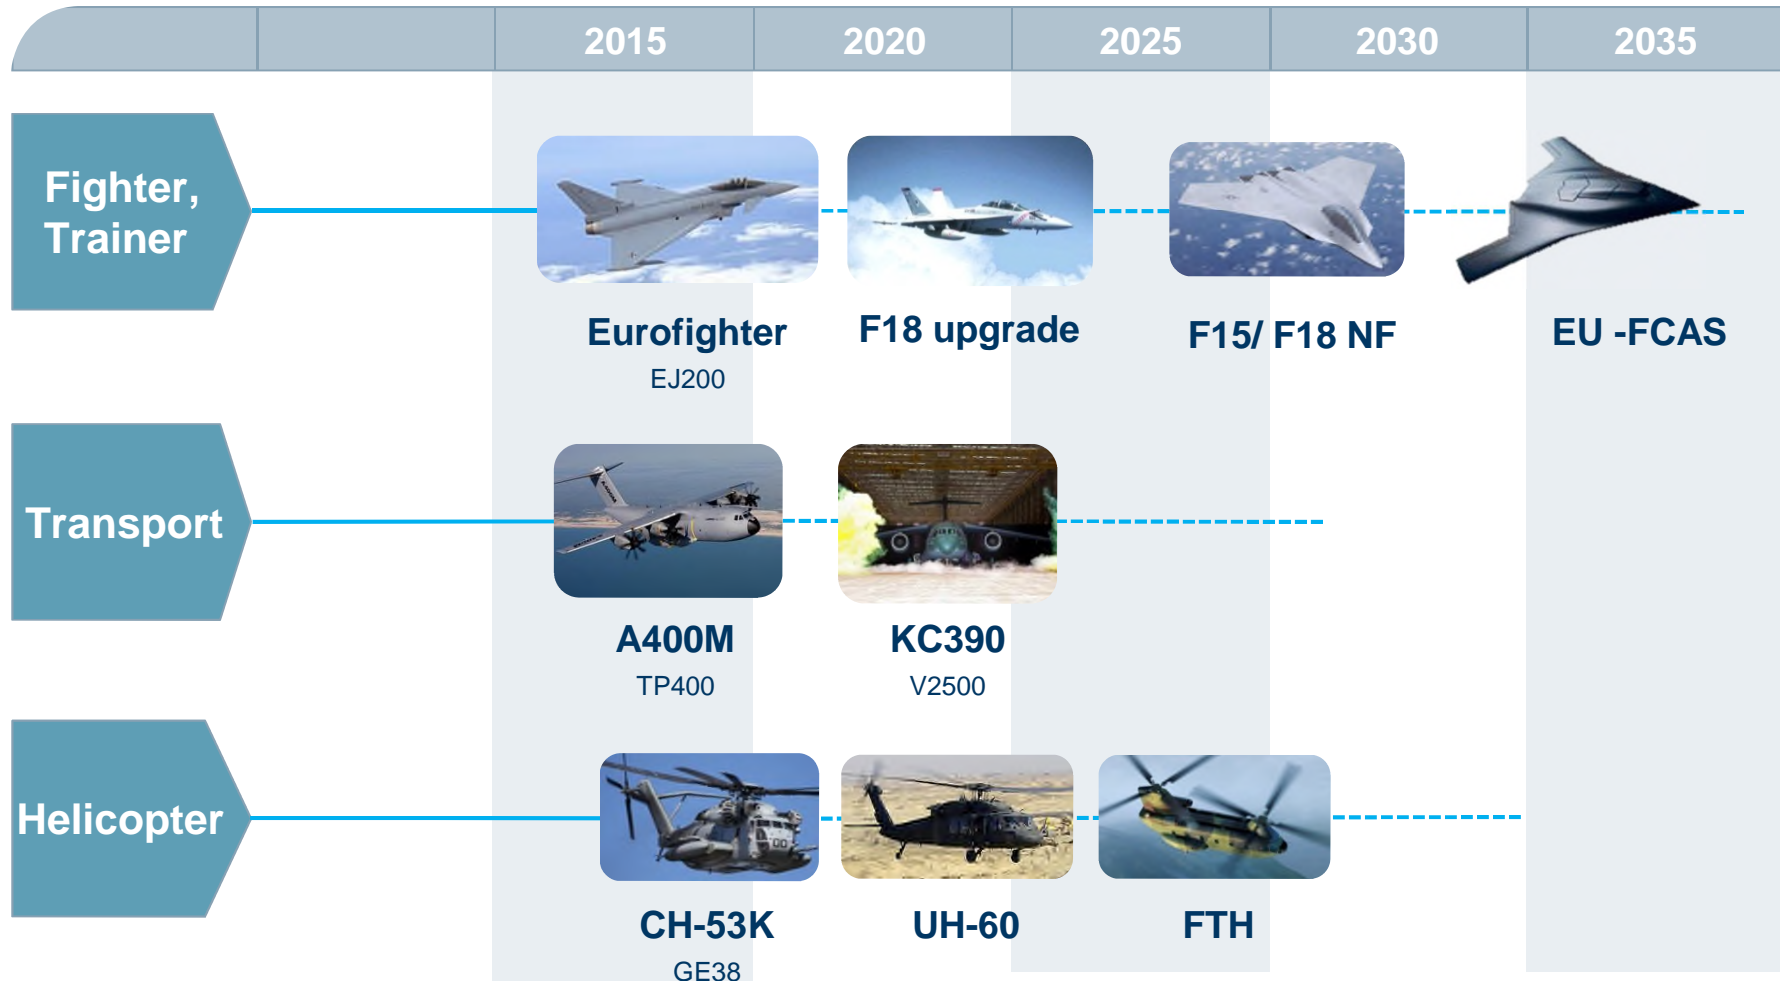 2015 2020 2025 2030 2035
Fighter,
Trainer
Eurofighter F18 upgrade F15/ F18 NF EU -FCAS
EJ200
Transport
A400M KC390
TP400 V2500
Helicopter
CH-53K UH-60 FTH
GE38